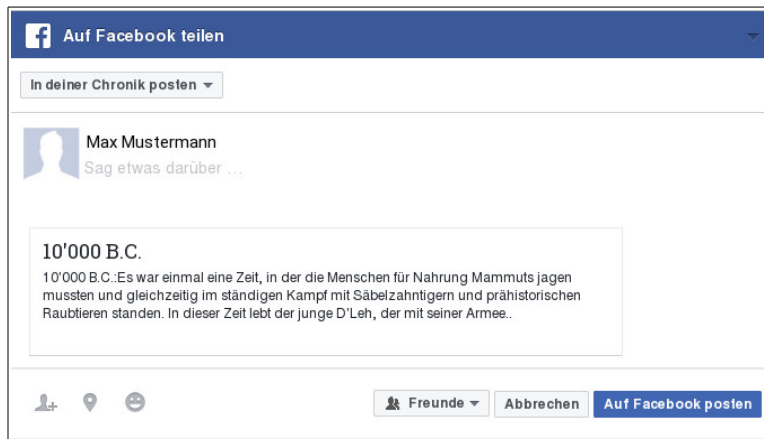 Auf Facebook teilen
In deiner Chronik posten
Max Mustermann
Sag etwas darüber ...
10'000 B.C.
10'000 B.C.:Es war einmal eine Zeit, in der die Menschen für Nahrung Mammuts jagen
mussten und gleichzeitig im ständigen Kampf mit Säbelzahntigern und prähistorischen
Raubtieren standen. In dieser Zeit lebt der junge D'Leh, der mit seiner Armee..
Freunde Abbrechen Auf Facebook posten